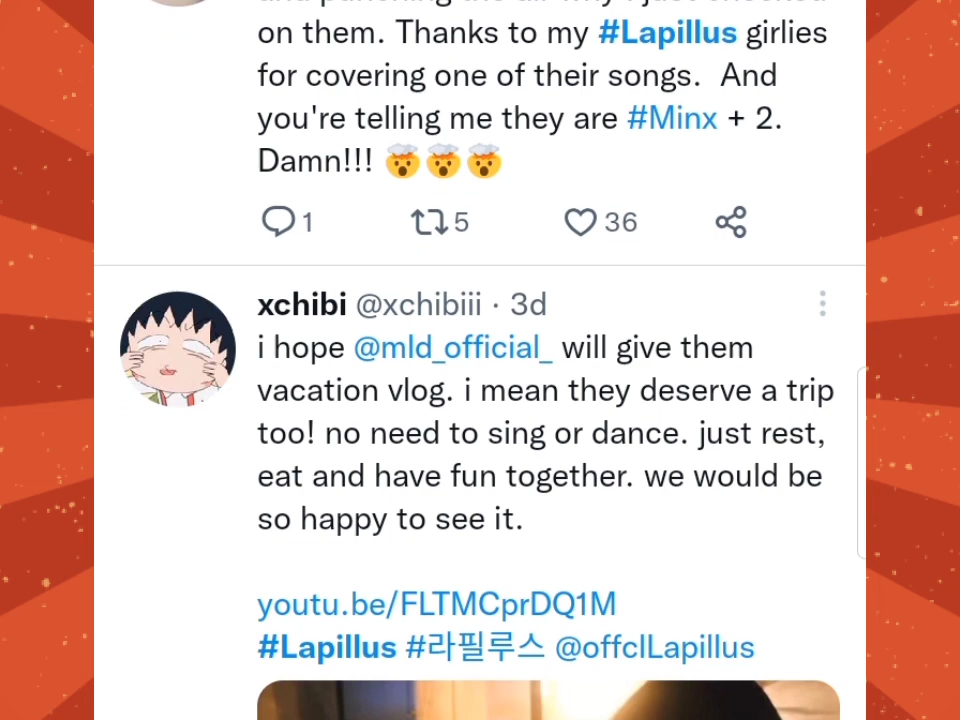 on them. Thanks to my #Lapillus girlies
for covering one of their songs. And
you're telling me they are #Minx + 2.
Damn!!! 🤯🤯🤯
1 5 36
xchibi @xchibiii · 3d
i hope @mld_official_ will give them
vacation vlog. i mean they deserve a trip
too! no need to sing or dance. just rest,
eat and have fun together. we would be
so happy to see it.
youtu.be/FLTMCprDQ1M
#Lapillus #라필루스 @offclLapillus